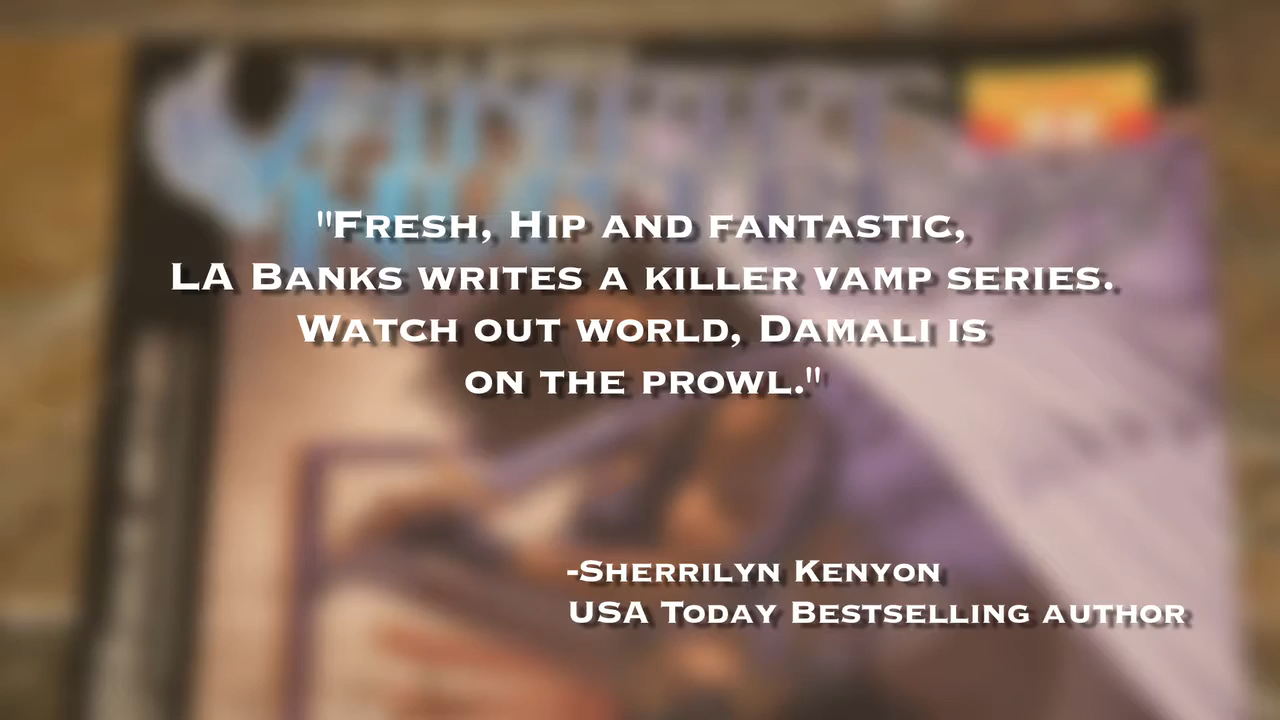 "Fresh, Hip and fantastic,
LA Banks writes a killer vamp series.
Watch out world, Damali is
on the prowl."
-Sherrilyn Kenyon
USA Today Bestselling author